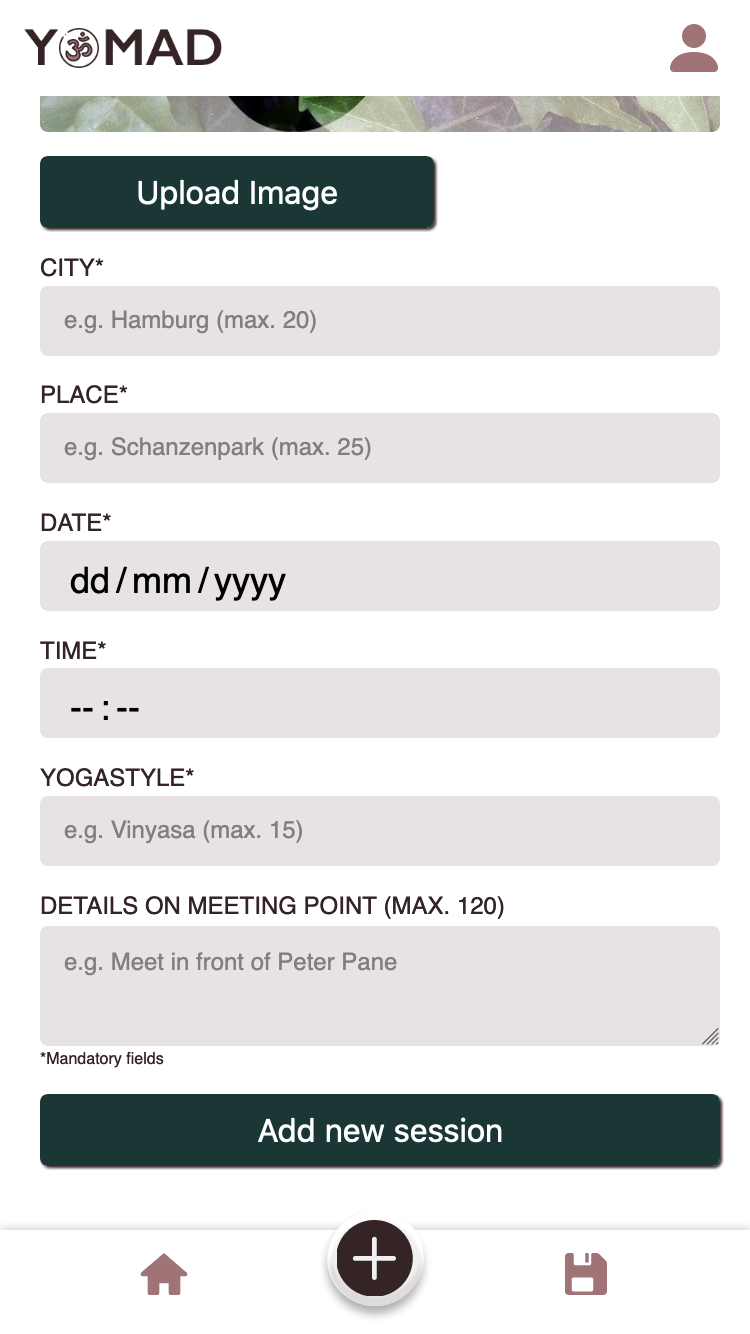 YॐMAD
Upload Image
CITY*
e.g. Hamburg (max. 20)
PLACE*
e.g. Schanzenpark (max. 25)
DATE*
dd/mm/yyyy
TIME*
--:--
YOGASTYLE*
e.g. Vinyasa (max. 15)
DETAILS ON MEETING POINT (MAX. 120)
e.g. Meet in front of Peter Pane
*Mandatory fields
Add new session